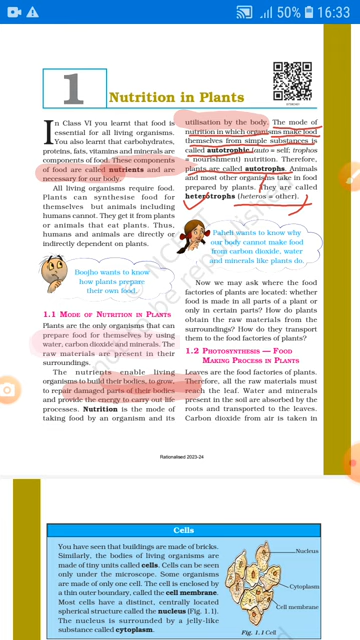 50% 16:33
1
Nutrition in Plants
In Class VI you learnt that food is
essential for all living organisms.
You also learnt that carbohydrates,
proteins, fats, vitamins and minerals are
components of food. These components
of food are called nutrients and are
necessary for our body.
All living organisms require food.
Plants can synthesise food for
themselves but animals including
humans cannot. They get it from plants
or animals that eat plants. Thus,
humans and animals are directly or
indirectly dependent on plants.
Boojho wants to know
how plants prepare
their own food.
1.1 Mode of Nutrition in Plants
Plants are the only organisms that can
prepare food for themselves by using
water, carbon dioxide and minerals. The
raw materials are present in their
surroundings.
The nutrients enable living
organisms to build their bodies, to grow,
to repair damaged parts of their bodies
and provide the energy to carry out life
processes. Nutrition is the mode of
taking food by an organism and its
utilisation by the body. The mode of
nutrition in which organisms make food
themselves from simple substances is
called autotrophic (auto = self; trophos
= nourishment) nutrition. Therefore,
plants are called autotrophs. Animals
and most other organisms take in food
prepared by plants. They are called
heterotrophs (heteros = other).
Paheli wants to know why
our body cannot make food
from carbon dioxide, water
and minerals like plants do.
Now we may ask where the food
factories of plants are located: whether
food is made in all parts of a plant or
only in certain parts? How do plants
obtain the raw materials from the
surroundings? How do they transport
them to the food factories of plants?
1.2 Photosynthesis — Food
Making Process in Plants
Leaves are the food factories of plants.
Therefore, all the raw materials must
reach the leaf. Water and minerals
present in the soil are absorbed by the
roots and transported to the leaves.
Carbon dioxide from air is taken in
Rationalised 2023-24
Cells
You have seen that buildings are made of bricks.
Similarly, the bodies of living organisms are
made of tiny units called cells. Cells can be seen
only under the microscope. Some organisms
are made of only one cell. The cell is enclosed by
a thin outer boundary, called the cell membrane.
Most cells have a distinct, centrally located
spherical structure called the nucleus (Fig. 1.1).
The nucleus is surrounded by a jelly-like
substance called cytoplasm.
Nucleus
Cytoplasm
Cell membrane
Fig. 1.1 Cell